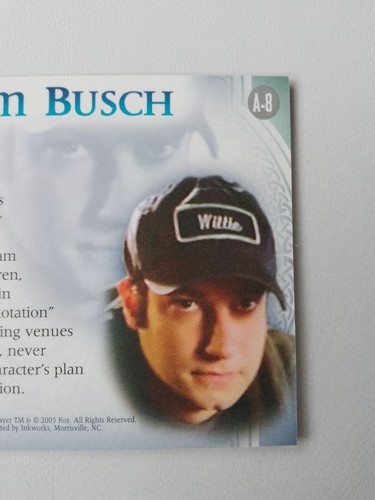 m BUSCH
A-8
s
am
ren,
in
otation"
ing venues
, never
aracter's plan
ion.
Willie
ayer TM & © 2005 Fox. All Rights Reserved.
ted by Inkworks, Morrisville, NC.